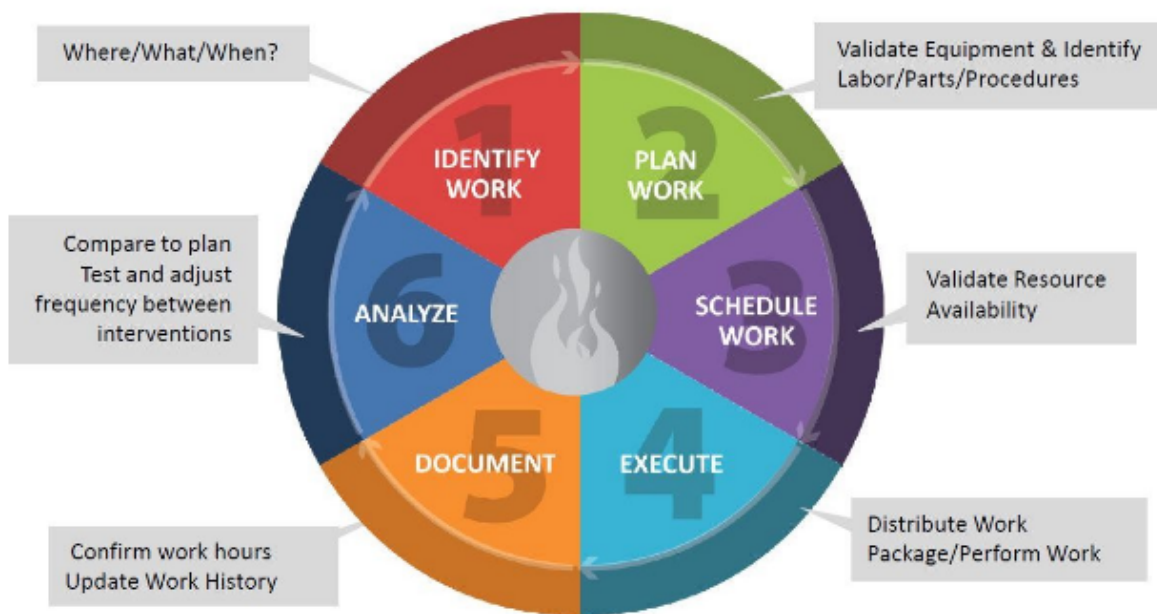 Where/What/When?
1
IDENTIFY
WORK
Validate Equipment & Identify
Labor/Parts/Procedures
2
PLAN
WORK
Validate Resource
Availability
3
SCHEDULE
WORK
Distribute Work
Package/Perform Work
4
EXECUTE
Confirm work hours
Update Work History
5
DOCUMENT
Compare to plan
Test and adjust
frequency between
interventions
6
ANALYZE